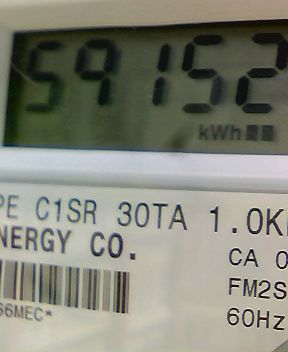 59152
kWh
PE C1SR 30TA 1.0K
NERGY CO.
CA 0
FM2S
66MEC*
60Hz